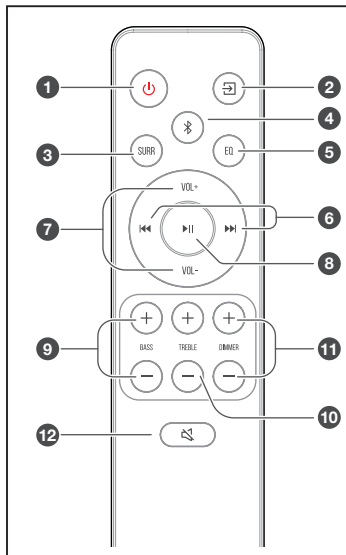 1
2
4
3
SURR
EQ
5
VOL+
6
7
8
VOL-
9
11
BASS
TREBLE
DIMMER
10
12